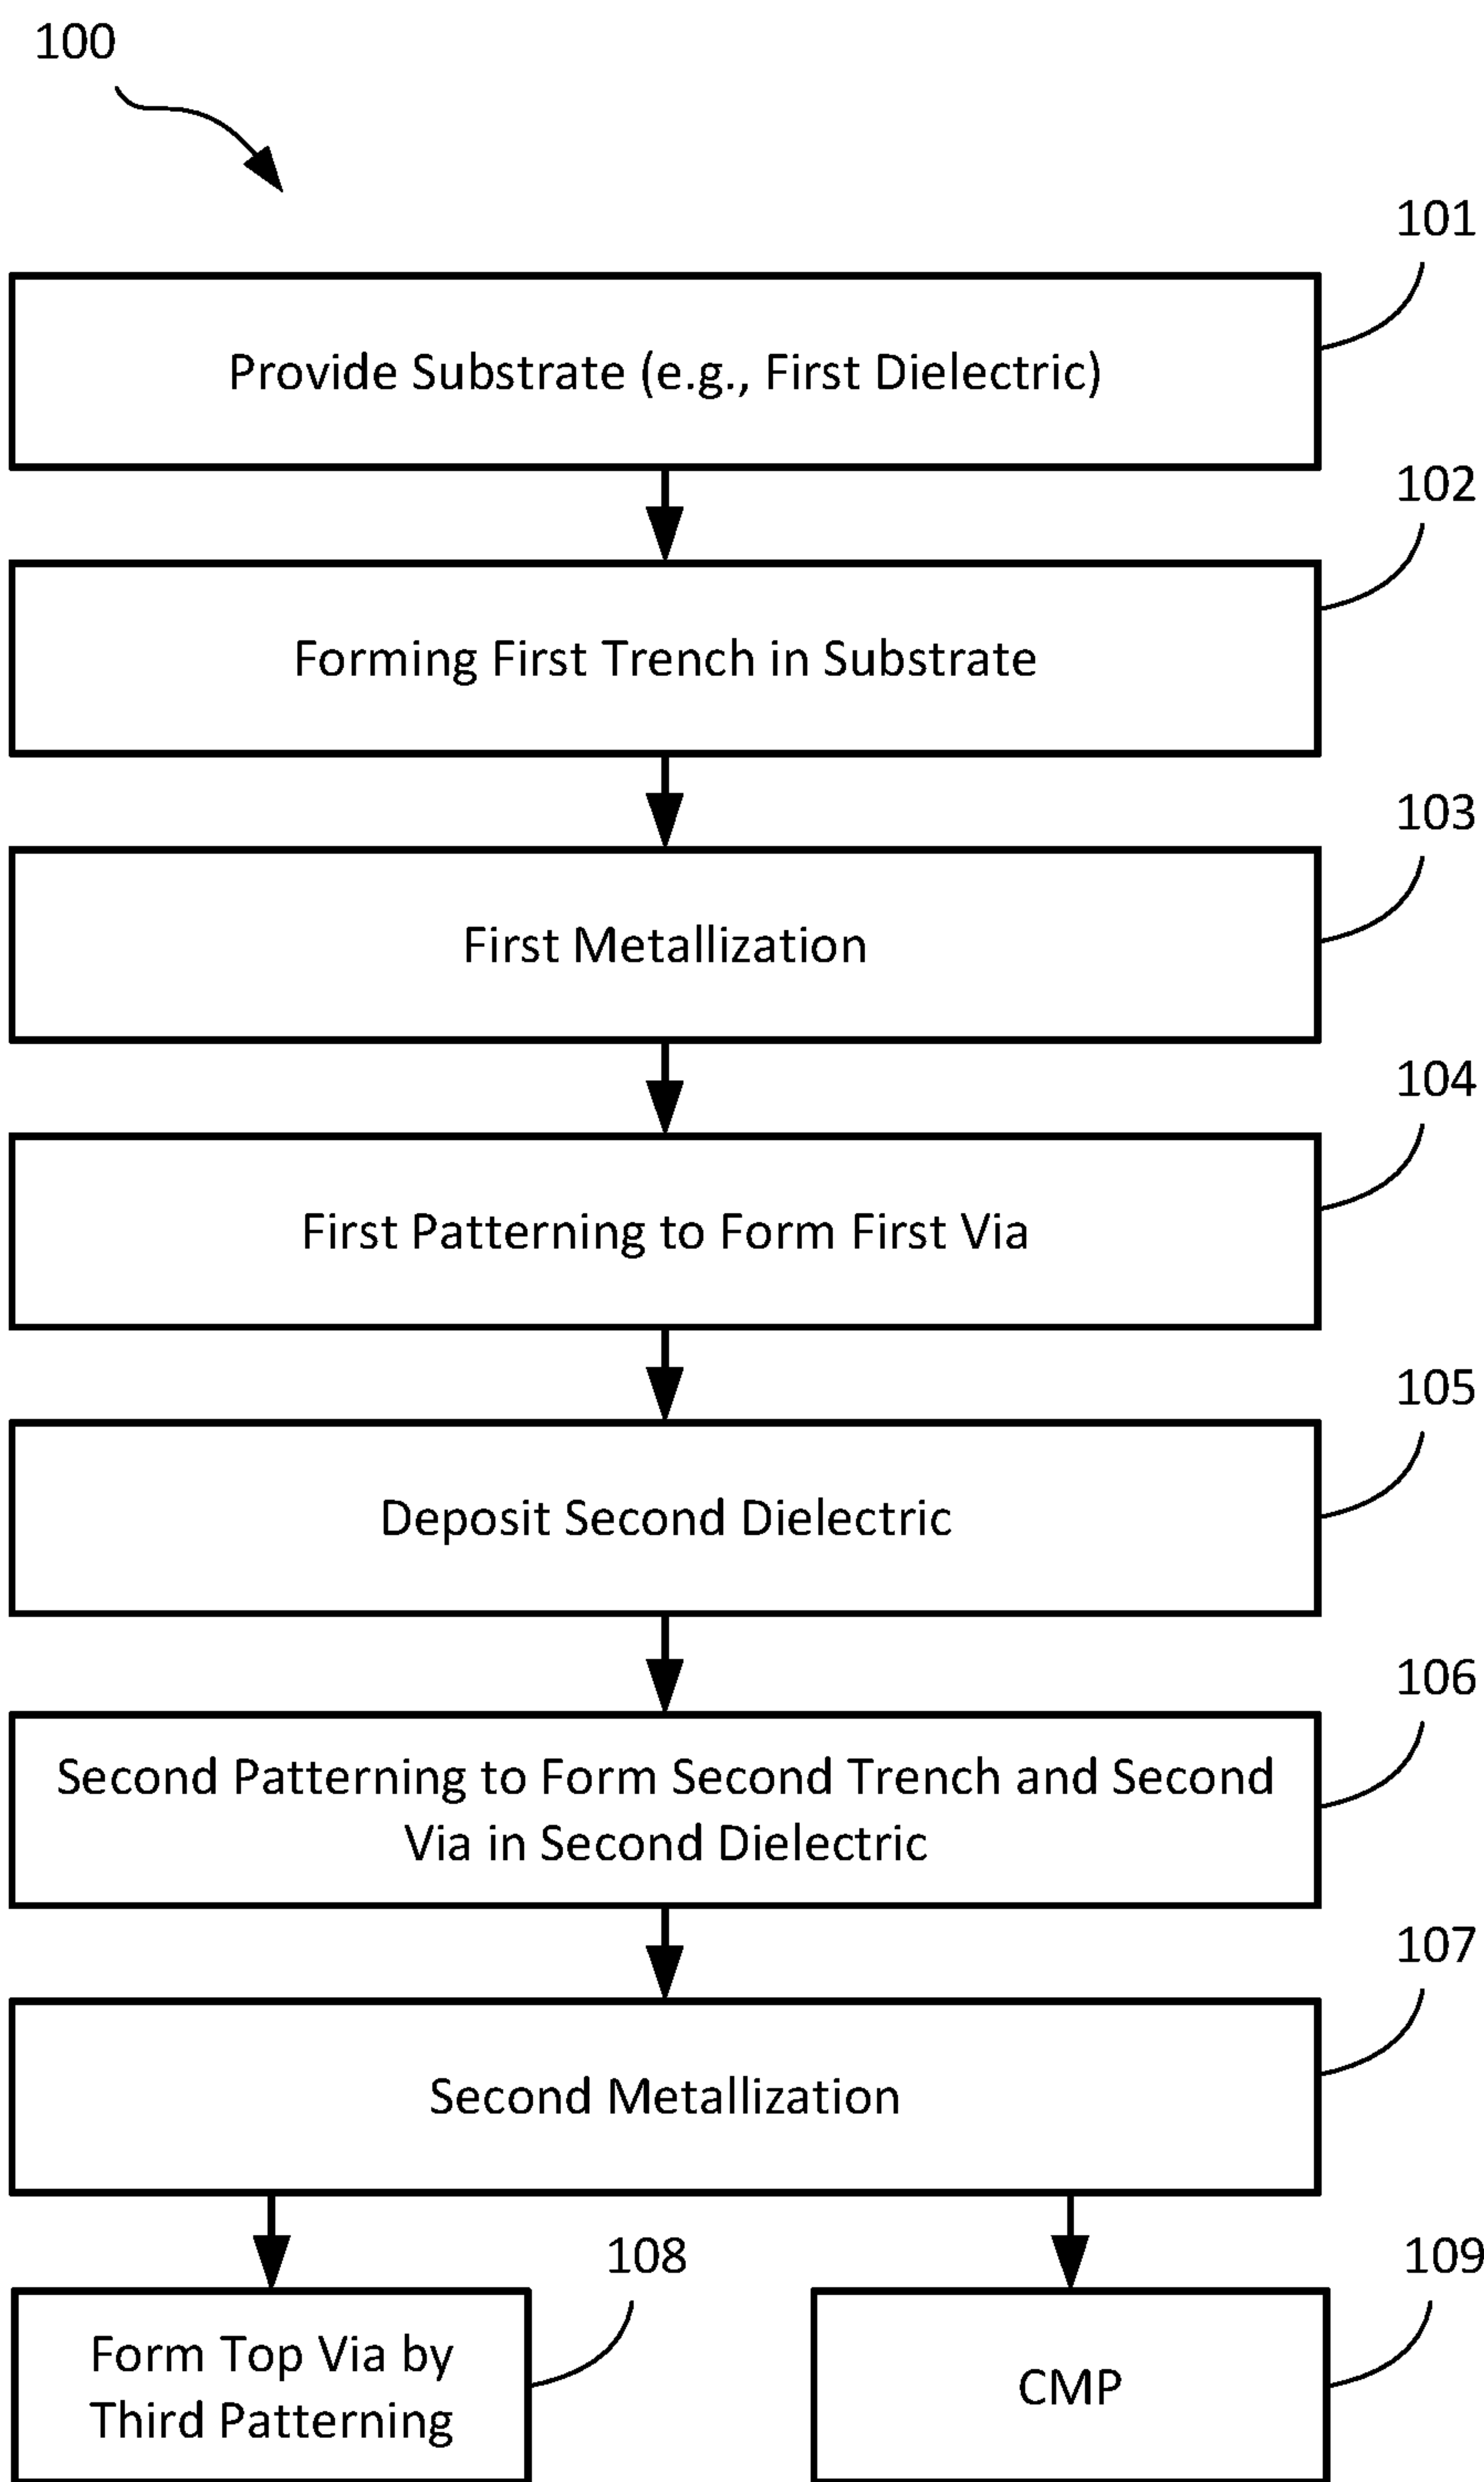 100
101
Provide Substrate (e.g., First Dielectric)
102
Forming First Trench in Substrate
103
First Metallization
104
First Patterning to Form First Via
105
Deposit Second Dielectric
106
Second Patterning to Form Second Trench and Second
Via in Second Dielectric
107
Second Metallization
108
Form Top Via by
Third Patterning
109
CMP